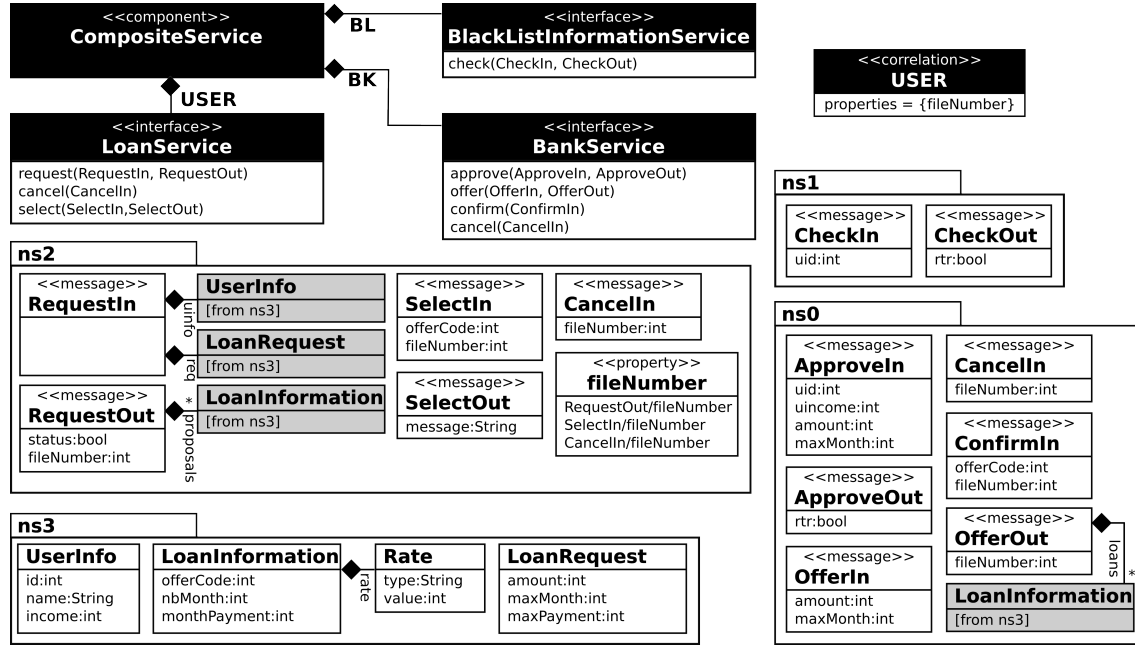 <<component>>
CompositeService
BL
BK
USER
<<interface>>
BlackListInformationService
check(CheckIn, CheckOut)
<<correlation>>
USER
properties = {fileNumber}
<<interface>>
LoanService
request(RequestIn, RequestOut)
cancel(CancelIn)
select(SelectIn,SelectOut)
<<interface>>
BankService
approve(ApproveIn, ApproveOut)
offer(OfferIn, OfferOut)
confirm(ConfirmIn)
cancel(CancelIn)
ns1
<<message>>
CheckIn
uid:int
<<message>>
CheckOut
rtr:bool
ns2
<<message>>
RequestIn
uinfo
req
UserInfo
[from ns3]
LoanRequest
[from ns3]
<<message>>
RequestOut
status:bool
fileNumber:int
*
proposals
LoanInformation
[from ns3]
<<message>>
SelectIn
offerCode:int
fileNumber:int
<<message>>
SelectOut
message:String
<<message>>
CancelIn
fileNumber:int
<<property>>
fileNumber
RequestOut/fileNumber
SelectIn/fileNumber
CancelIn/fileNumber
ns0
<<message>>
ApproveIn
uid:int
uincome:int
amount:int
maxMonth:int
<<message>>
ApproveOut
rtr:bool
<<message>>
OfferIn
amount:int
maxMonth:int
<<message>>
CancelIn
fileNumber:int
<<message>>
ConfirmIn
offerCode:int
fileNumber:int
<<message>>
OfferOut
fileNumber:int
loans
*
LoanInformation
[from ns3]
ns3
UserInfo
id:int
name:String
income:int
LoanInformation
offerCode:int
nbMonth:int
monthPayment:int
rate
Rate
type:String
value:int
LoanRequest
amount:int
maxMonth:int
maxPayment:int